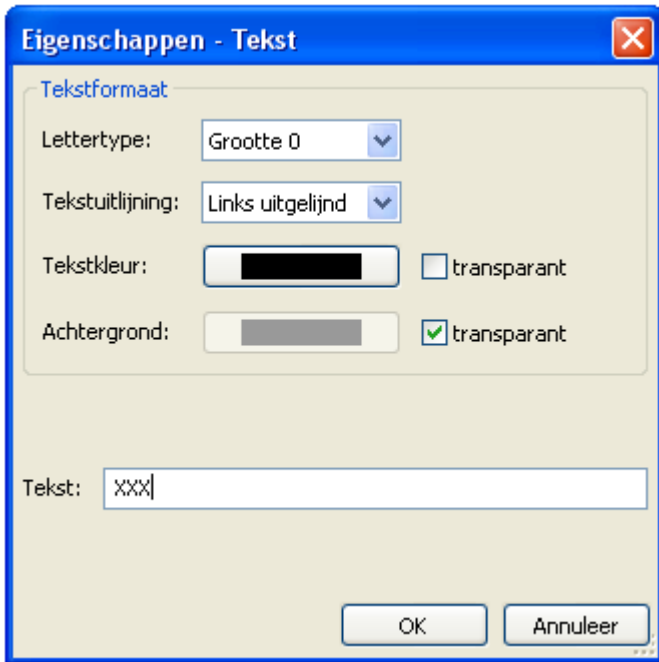 Eigenschappen - Tekst
Tekstformaat
Lettertype: Grootte 0
Tekstuitlijning: Links uitgelijnd
Tekstkleur: transparant
Achtergrond: transparant
Tekst: XXX
OK Annuleer